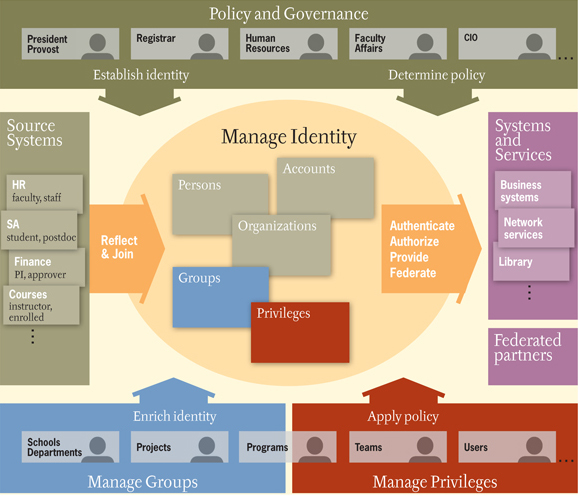 Policy and Governance
President
Provost
Registrar
Human
Resources
Faculty
Affairs
CIO
...
Establish identity
Determine policy
Source
Systems
HR
faculty, staff
SA
student, postdoc
Finance
PI, approver
Courses
instructor,
enrolled
...
Reflect
& Join
Manage Identity
Persons
Accounts
Organizations
Groups
Privileges
Authenticate
Authorize
Provide
Federate
Systems
and
Services
Business
systems
Network
services
Library
...
Federated
partners
Enrich identity
Apply policy
Schools
Departments
Projects
Programs
Teams
Users
...
Manage Groups
Manage Privileges